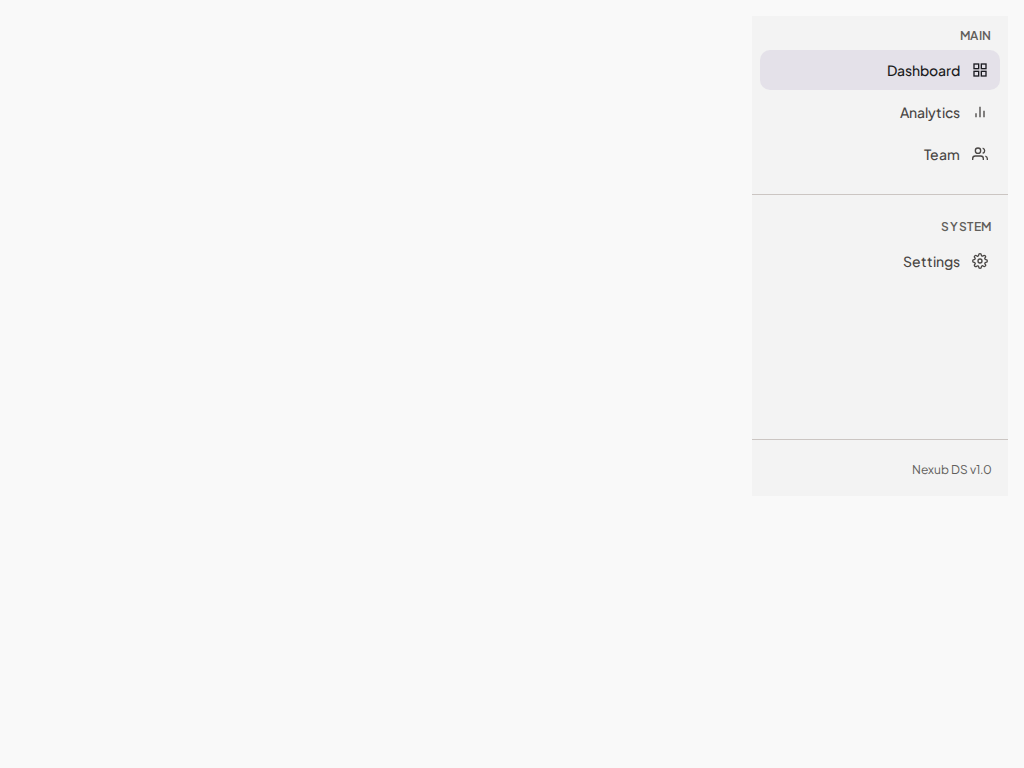 MAIN
Dashboard
Analytics
Team
SYSTEM
Settings
Nexub DS v1.0